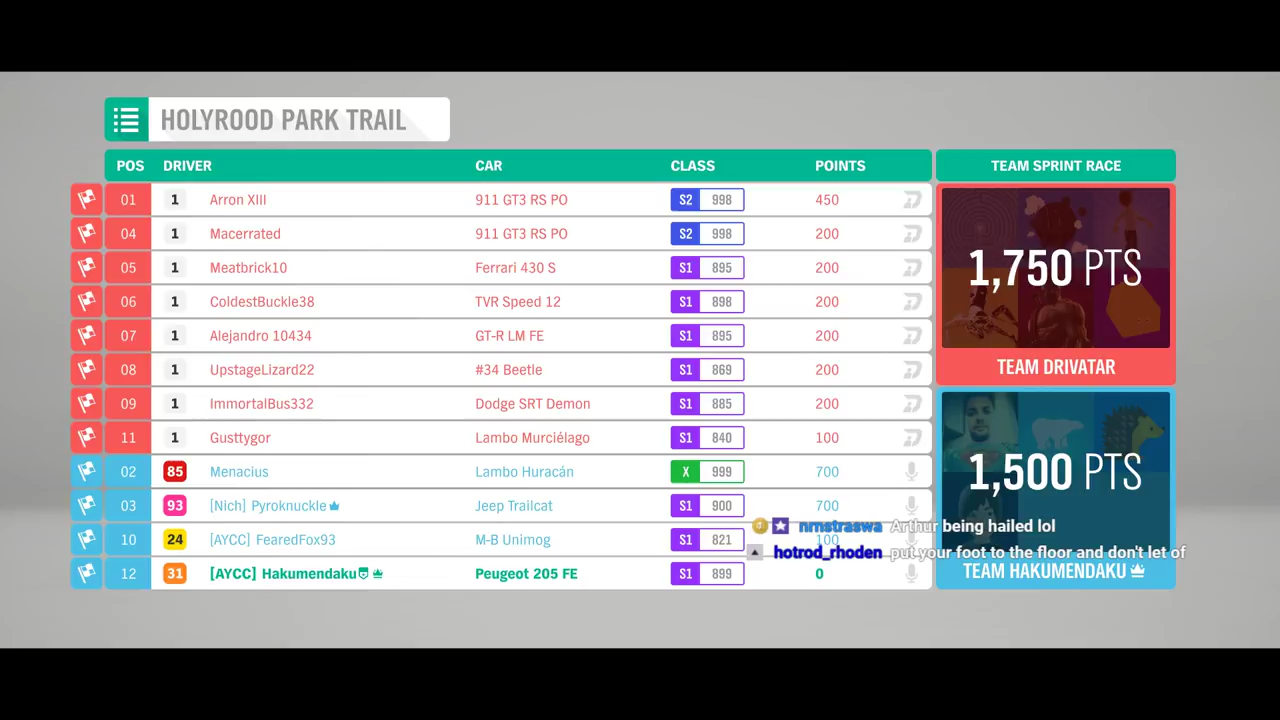 HOLYROOD PARK TRAIL
POS DRIVER CAR CLASS POINTS TEAM SPRINT RACE
01 1 Arron XIII 911 GT3 RS PO S2 998 450
04 1 Macerrated 911 GT3 RS PO S2 998 200
05 1 Meatbrick10 Ferrari 430 S S1 895 200
06 1 ColdestBuckle38 TVR Speed 12 S1 898 200
07 1 Alejandro 10434 GT-R LM FE S1 895 200
08 1 UpstageLizard22 #34 Beetle S1 869 200
09 1 ImmortalBus332 Dodge SRT Demon S1 885 200
11 1 Gusttygor Lambo Murciélago S1 840 100
02 85 Menacius Lambo Huracán X 999 700
03 93 [Nich] Pyroknuckle Jeep Trailcat S1 900 700
10 24 [AYCC] FearedFox93 M-B Unimog S1 821 100
12 31 [AYCC] Hakumendaku Peugeot 205 FE S1 899 0
1,750 PTS
TEAM DRIVATAR
1,500 PTS
TEAM HAKUMENDAKU
nmstraswa Arthur being hailed lol
hotrod_rhoden put your foot to the floor and don't let of